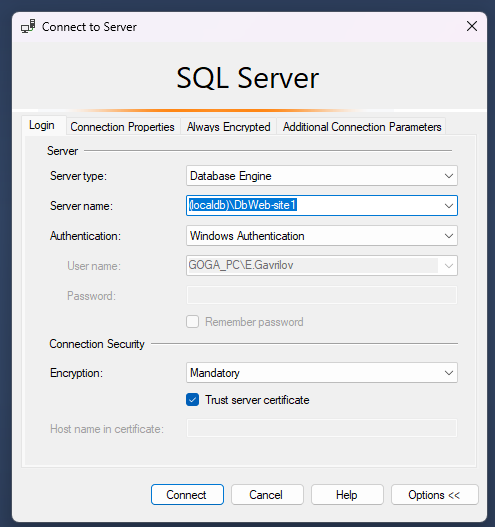 Connect to Server
SQL Server
Login Connection Properties Always Encrypted Additional Connection Parameters
Server
Server type: Database Engine
Server name: (localdb)\DbWeb-site1
Authentication: Windows Authentication
User name: GOGA_PC\E.Gavrilov
Password:
Remember password
Connection Security
Encryption: Mandatory
Trust server certificate
Host name in certificate:
Connect Cancel Help Options <<